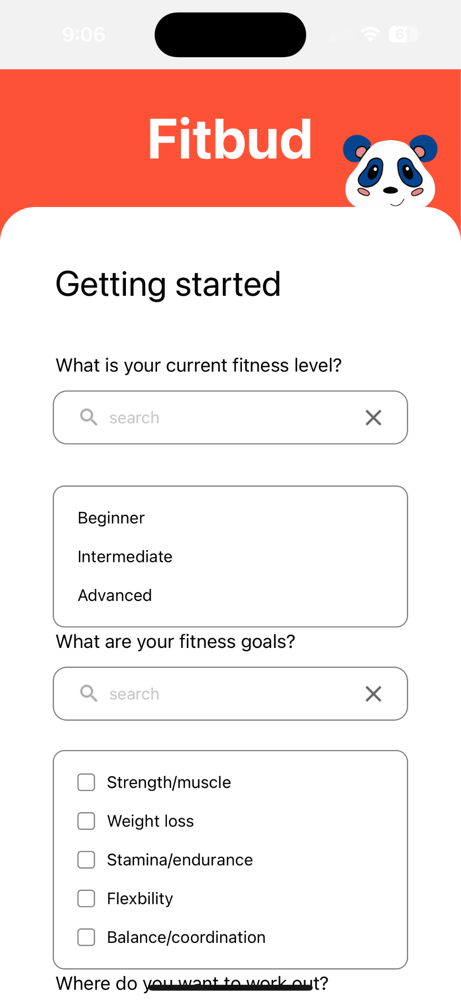 9:06
61
Fitbud
Getting started
What is your current fitness level?
search
Beginner
Intermediate
Advanced
What are your fitness goals?
search
Strength/muscle
Weight loss
Stamina/endurance
Flexbility
Balance/coordination
Where do you want to work out?